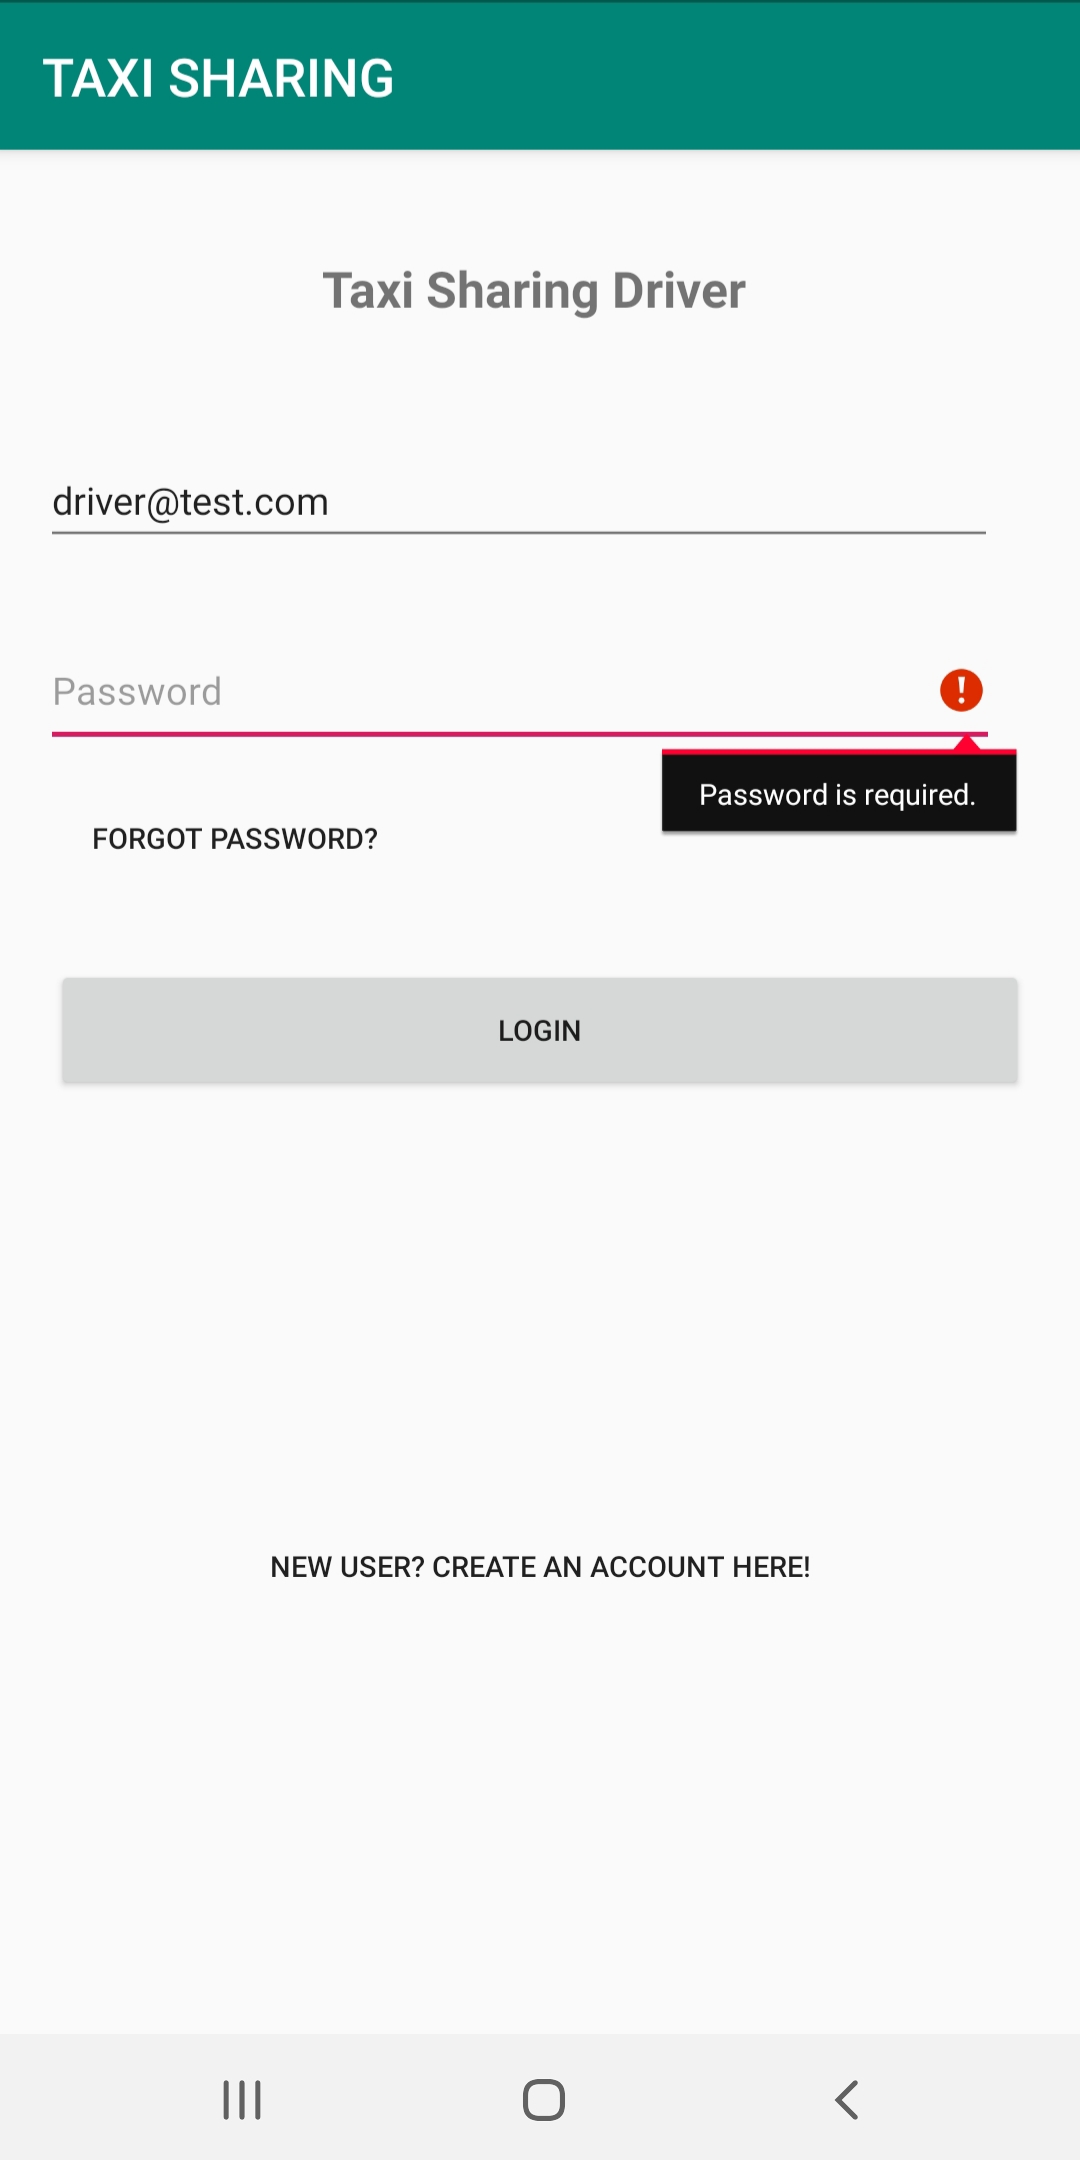 TAXI SHARING
Taxi Sharing Driver
driver@test.com
Password
Password is required.
FORGOT PASSWORD?
LOGIN
NEW USER? CREATE AN ACCOUNT HERE!